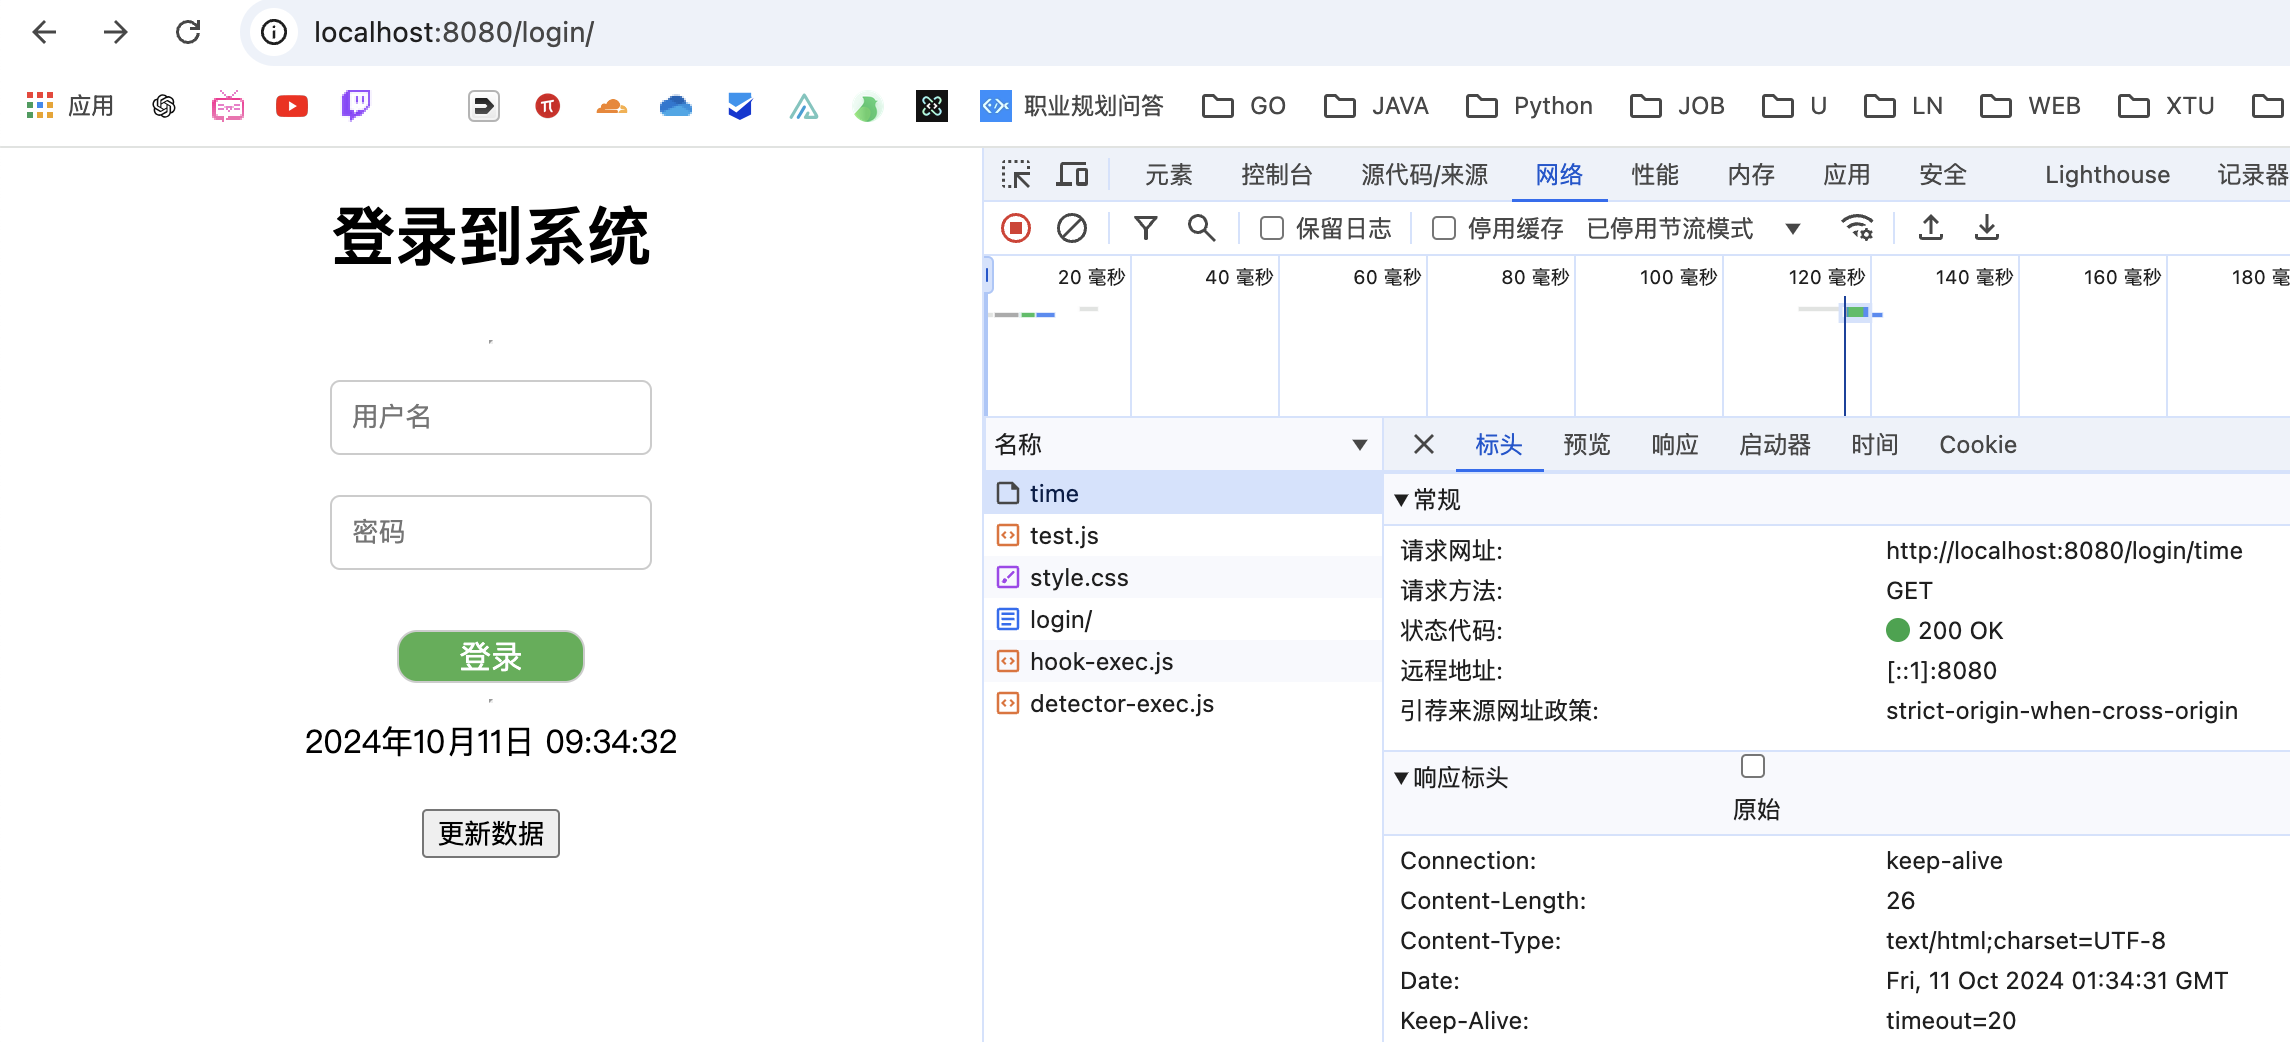 localhost:8080/login/
应用
职业规划问答
GO
JAVA
Python
JOB
U
LN
WEB
XTU
登录到系统
用户名
密码
登录
2024年10月11日 09:34:32
更新数据
元素 控制台 源代码/来源 网络 性能 内存 应用 安全 Lighthouse 记录器
保留日志 停用缓存 已停用节流模式
20 毫秒 40 毫秒 60 毫秒 80 毫秒 100 毫秒 120 毫秒 140 毫秒 160 毫秒 180 毫
名称
time
test.js
style.css
login/
hook-exec.js
detector-exec.js
标头 预览 响应 启动器 时间 Cookie
常规
请求网址: http://localhost:8080/login/time
请求方法: GET
状态代码: 200 OK
远程地址: [::1]:8080
引荐来源网址政策: strict-origin-when-cross-origin
响应标头
原始
Connection: keep-alive
Content-Length: 26
Content-Type: text/html;charset=UTF-8
Date: Fri, 11 Oct 2024 01:34:31 GMT
Keep-Alive: timeout=20